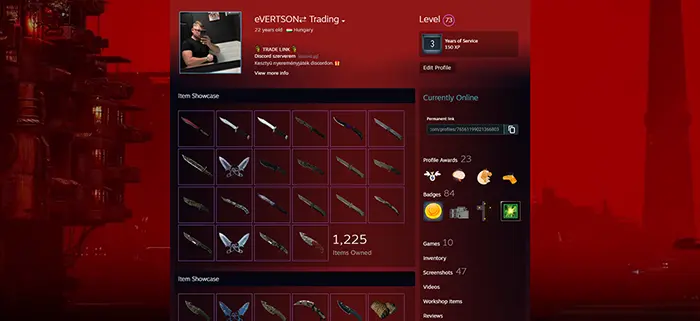 eVERTSON⇄ Trading
22 years old Hungary
TRADE LINK
Discord szerverem
Kesztyű nyereményjáték discordon.
View more info
Level 73
3
Years of Service
150 XP
Edit Profile
Item Showcase
1,225
Items Owned
Item Showcase
Currently Online
Permanent link
Profile Awards 23
Badges 84
Games 10
Inventory
Screenshots 47
Videos
Workshop Items
Reviews